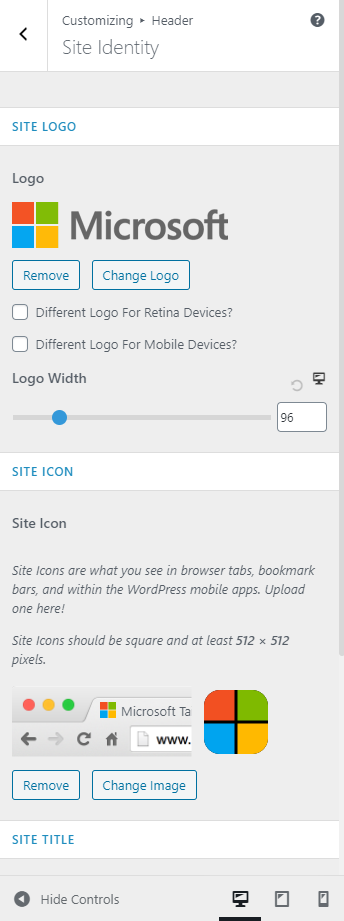 Customizing ▸ Header
Site Identity
SITE LOGO
Logo
Microsoft
Remove
Change Logo
Different Logo For Retina Devices?
Different Logo For Mobile Devices?
Logo Width
96
SITE ICON
Site Icon
Site Icons are what you see in browser tabs, bookmark
bars, and within the WordPress mobile apps. Upload
one here!
Site Icons should be square and at least 512 × 512
pixels.
Microsoft Ta
www.
Remove
Change Image
SITE TITLE
Hide Controls